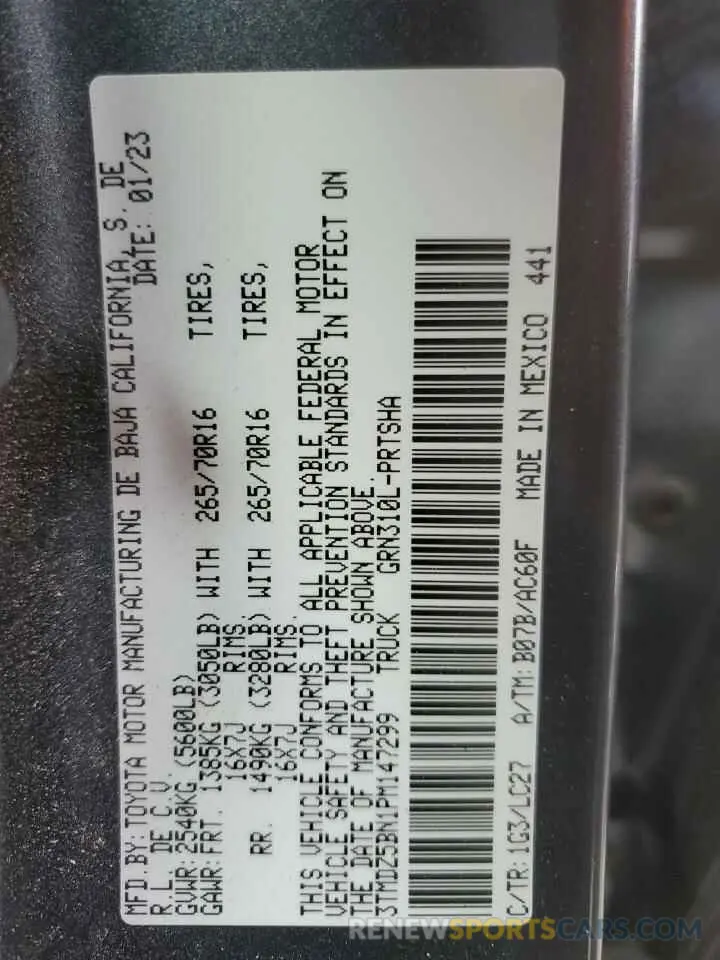 MFD.BY: TOYOTA MOTOR MANUFACTURING DE BAJA CALIFORNIA, S. DE
R.L. DE C.V. DATE: 01/23
GVWR: 2540KG (5600LB)
GAWR: FRT. 1385KG (3050LB) WITH 265/70R16 TIRES,
16X7J RIMS.
RR. 1490KG (3280LB) WITH 265/70R16 TIRES,
16X7J RIMS.
THIS VEHICLE CONFORMS TO ALL APPLICABLE FEDERAL MOTOR
VEHICLE SAFETY AND THEFT PREVENTION STANDARDS IN EFFECT ON
THE DATE OF MANUFACTURE SHOWN ABOVE.
3TMDZ5BN1PM147299 TRUCK GRN310L-PRTSHA
C/TR: 1G3/LC27 A/TM: B07B/AC60F MADE IN MEXICO 441
RENEWSPORTSCARS.COM